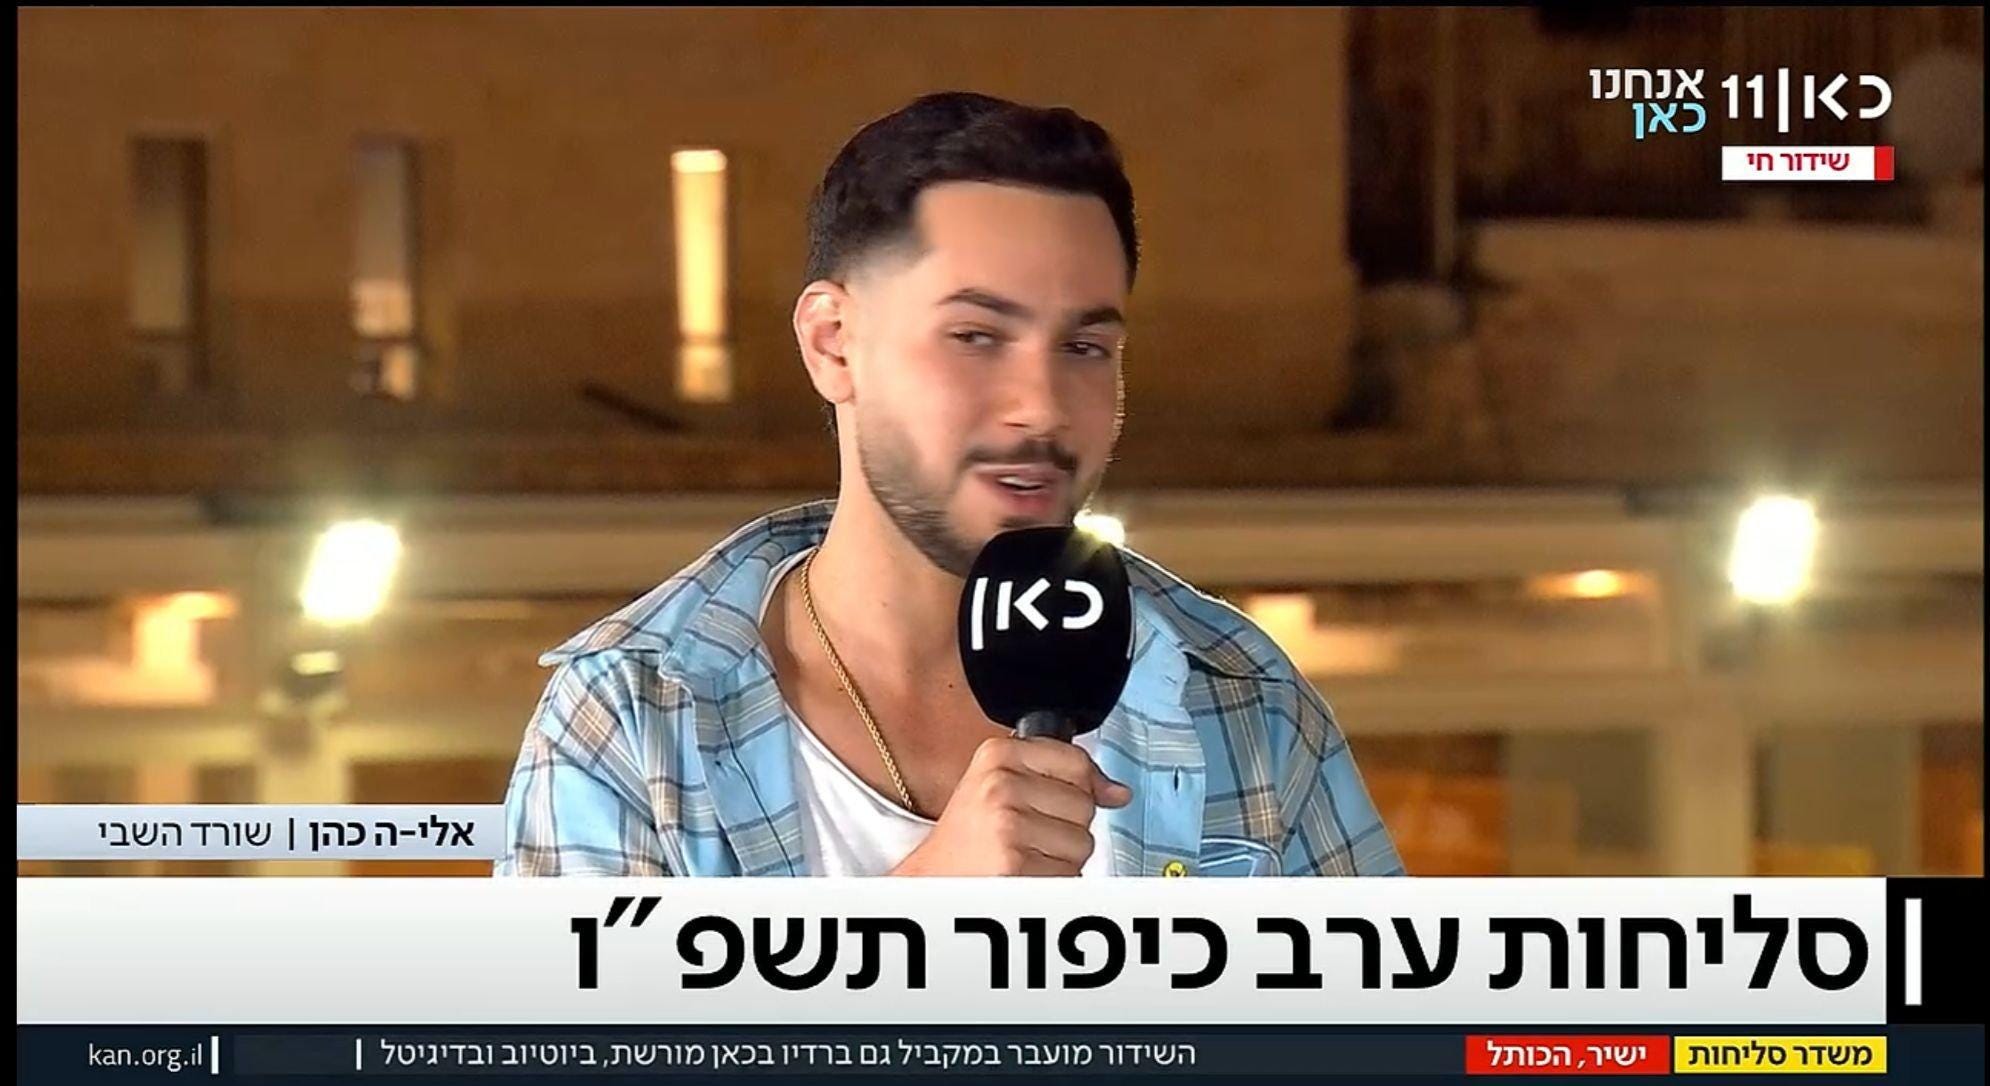 כאן 11
אנחנו
כאן
שידור חי
כאן
אלי-ה כהן | שורד השבי
סליחות ערב כיפור תשפ"ו
משדר סליחות
ישיר, הכותל
השידור מועבר במקביל גם ברדיו בכאן מורשת, ביוטיוב ובדיגיטל |
kan.org.il